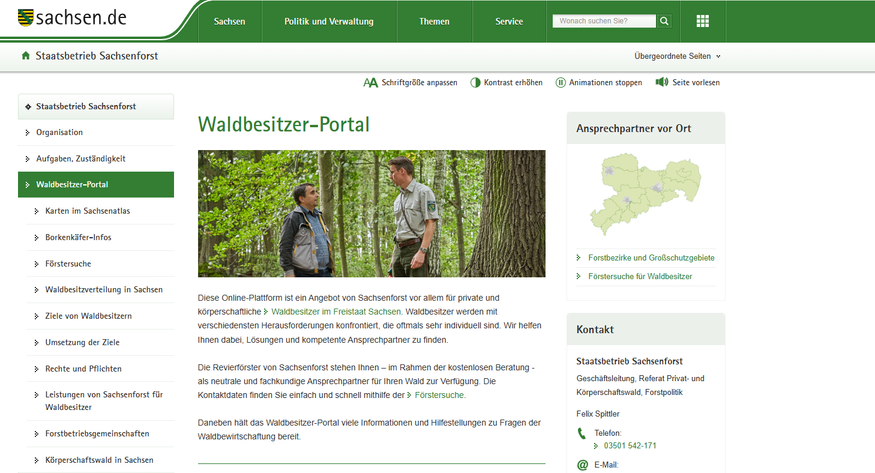 sachsen.de
Sachsen
Politik und Verwaltung
Themen
Service
Wonach suchen Sie?
Staatsbetrieb Sachsenforst
Übergeordnete Seiten
Schriftgröße anpassen
Kontrast erhöhen
Animationen stoppen
Seite vorlesen
Staatsbetrieb Sachsenforst
Organisation
Aufgaben, Zuständigkeit
Waldbesitzer-Portal
Karten im Sachsenatlas
Borkenkäfer-Infos
Förstersuche
Waldbesitzverteilung in Sachsen
Ziele von Waldbesitzern
Umsetzung der Ziele
Rechte und Pflichten
Leistungen von Sachsenforst für
Waldbesitzer
Forstbetriebsgemeinschaften
Körperschaftswald in Sachsen
Waldbesitzer-Portal
Diese Online-Plattform ist ein Angebot von Sachsenforst vor allem für private und
körperschaftliche Waldbesitzer im Freistaat Sachsen. Waldbesitzer werden mit
verschiedensten Herausforderungen konfrontiert, die oftmals sehr individuell sind. Wir helfen
Ihnen dabei, Lösungen und kompetente Ansprechpartner zu finden.
Die Revierförster von Sachsenforst stehen Ihnen – im Rahmen der kostenlosen Beratung -
als neutrale und fachkundige Ansprechpartner für Ihren Wald zur Verfügung. Die
Kontaktdaten finden Sie einfach und schnell mithilfe der Förstersuche.
Daneben hält das Waldbesitzer-Portal viele Informationen und Hilfestellungen zu Fragen der
Waldbewirtschaftung bereit.
Ansprechpartner vor Ort
Forstbezirke und Großschutzgebiete
Förstersuche für Waldbesitzer
Kontakt
Staatsbetrieb Sachsenforst
Geschäftsleitung, Referat Privat- und
Körperschaftswald, Forstpolitik
Felix Spittler
Telefon:
03501 542-171
E-Mail: